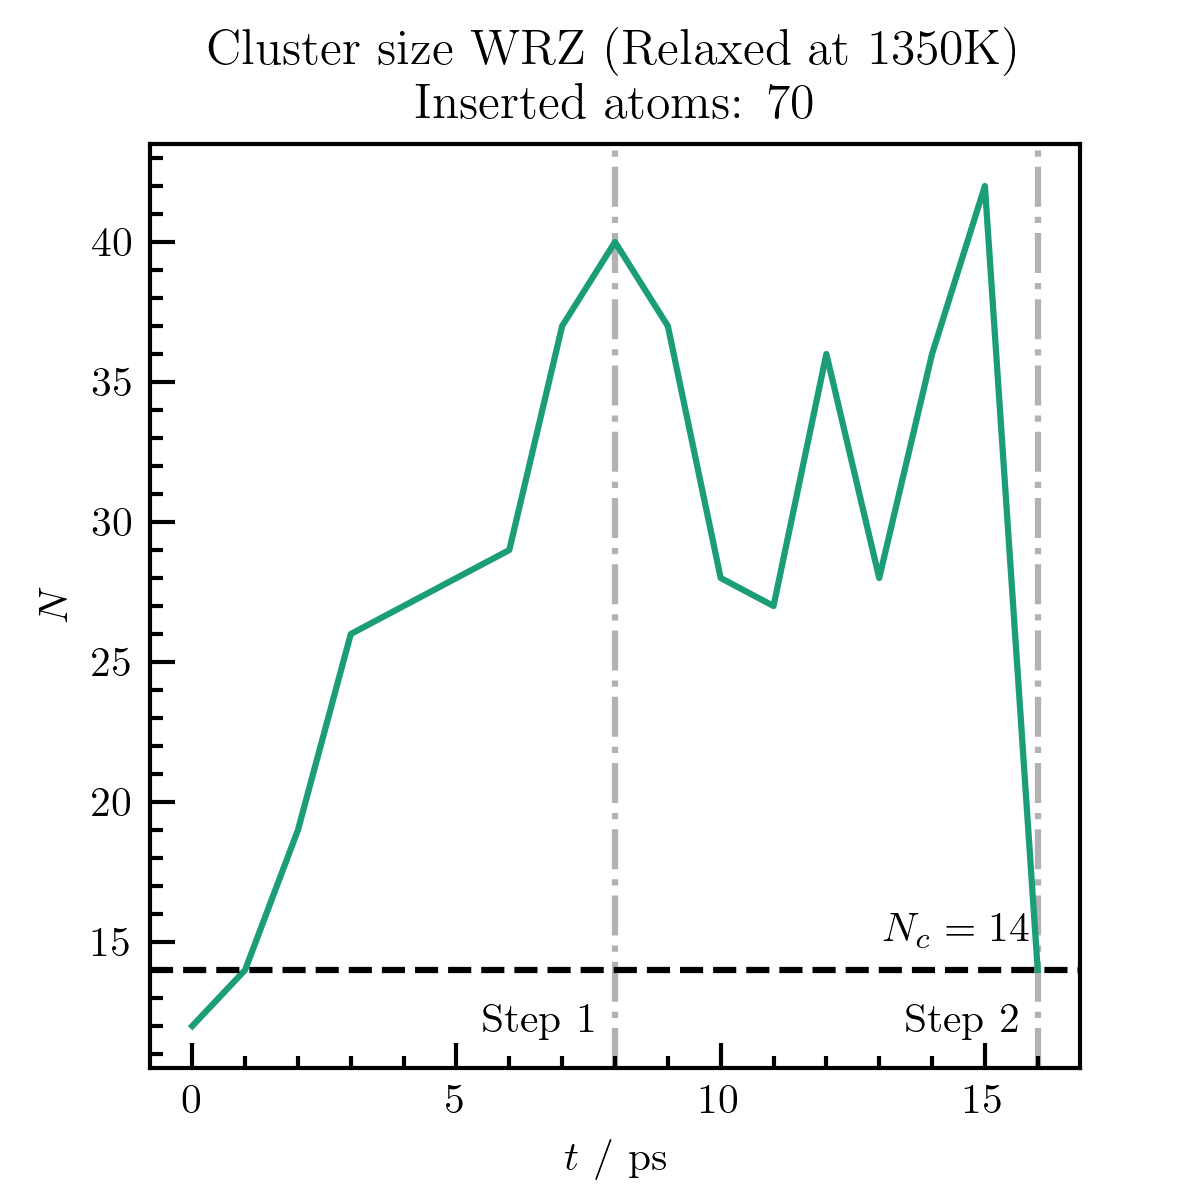 Cluster size WRZ (Relaxed at 1350K)
Inserted atoms: 70
40
35
30
25
20
15
N
N_c = 14
Step 1
Step 2
0
5
10
15
t / ps